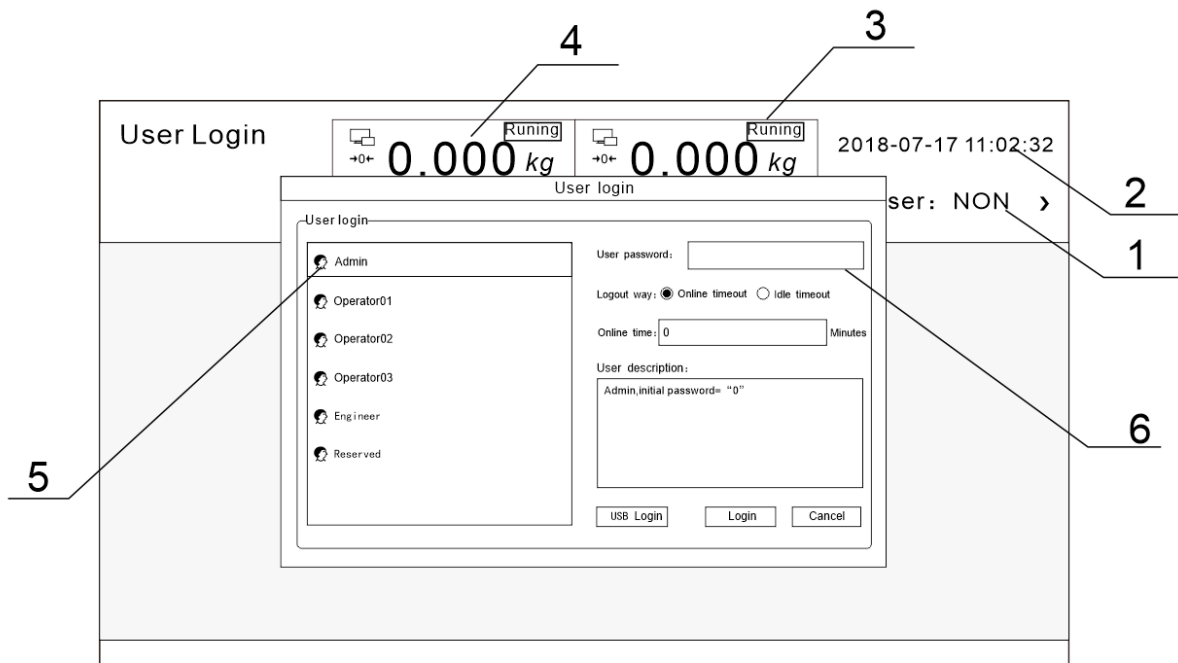 4
3
User Login
Runing
→0←
0.000 kg
Runing
→0←
0.000 kg
2018-07-17 11:02:32
2
ser: NON ›
1
User login
User login
Admin
Operator01
Operator02
Operator03
Engineer
Reserved
User password:
Logout way: Online timeout Idle timeout
Online time: 0 Minutes
User description:
Admin,initial password= “0”
USB Login Login Cancel
5
6